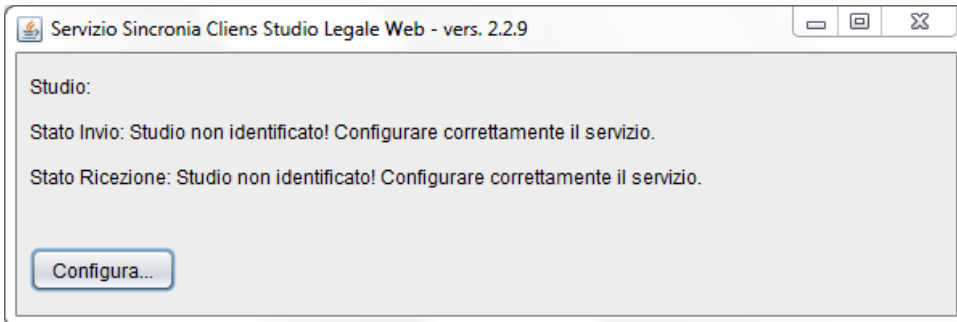 Servizio Sincronia Cliens Studio Legale Web - vers. 2.2.9
Studio:
Stato Invio: Studio non identificato! Configurare correttamente il servizio.
Stato Ricezione: Studio non identificato! Configurare correttamente il servizio.
Configura...